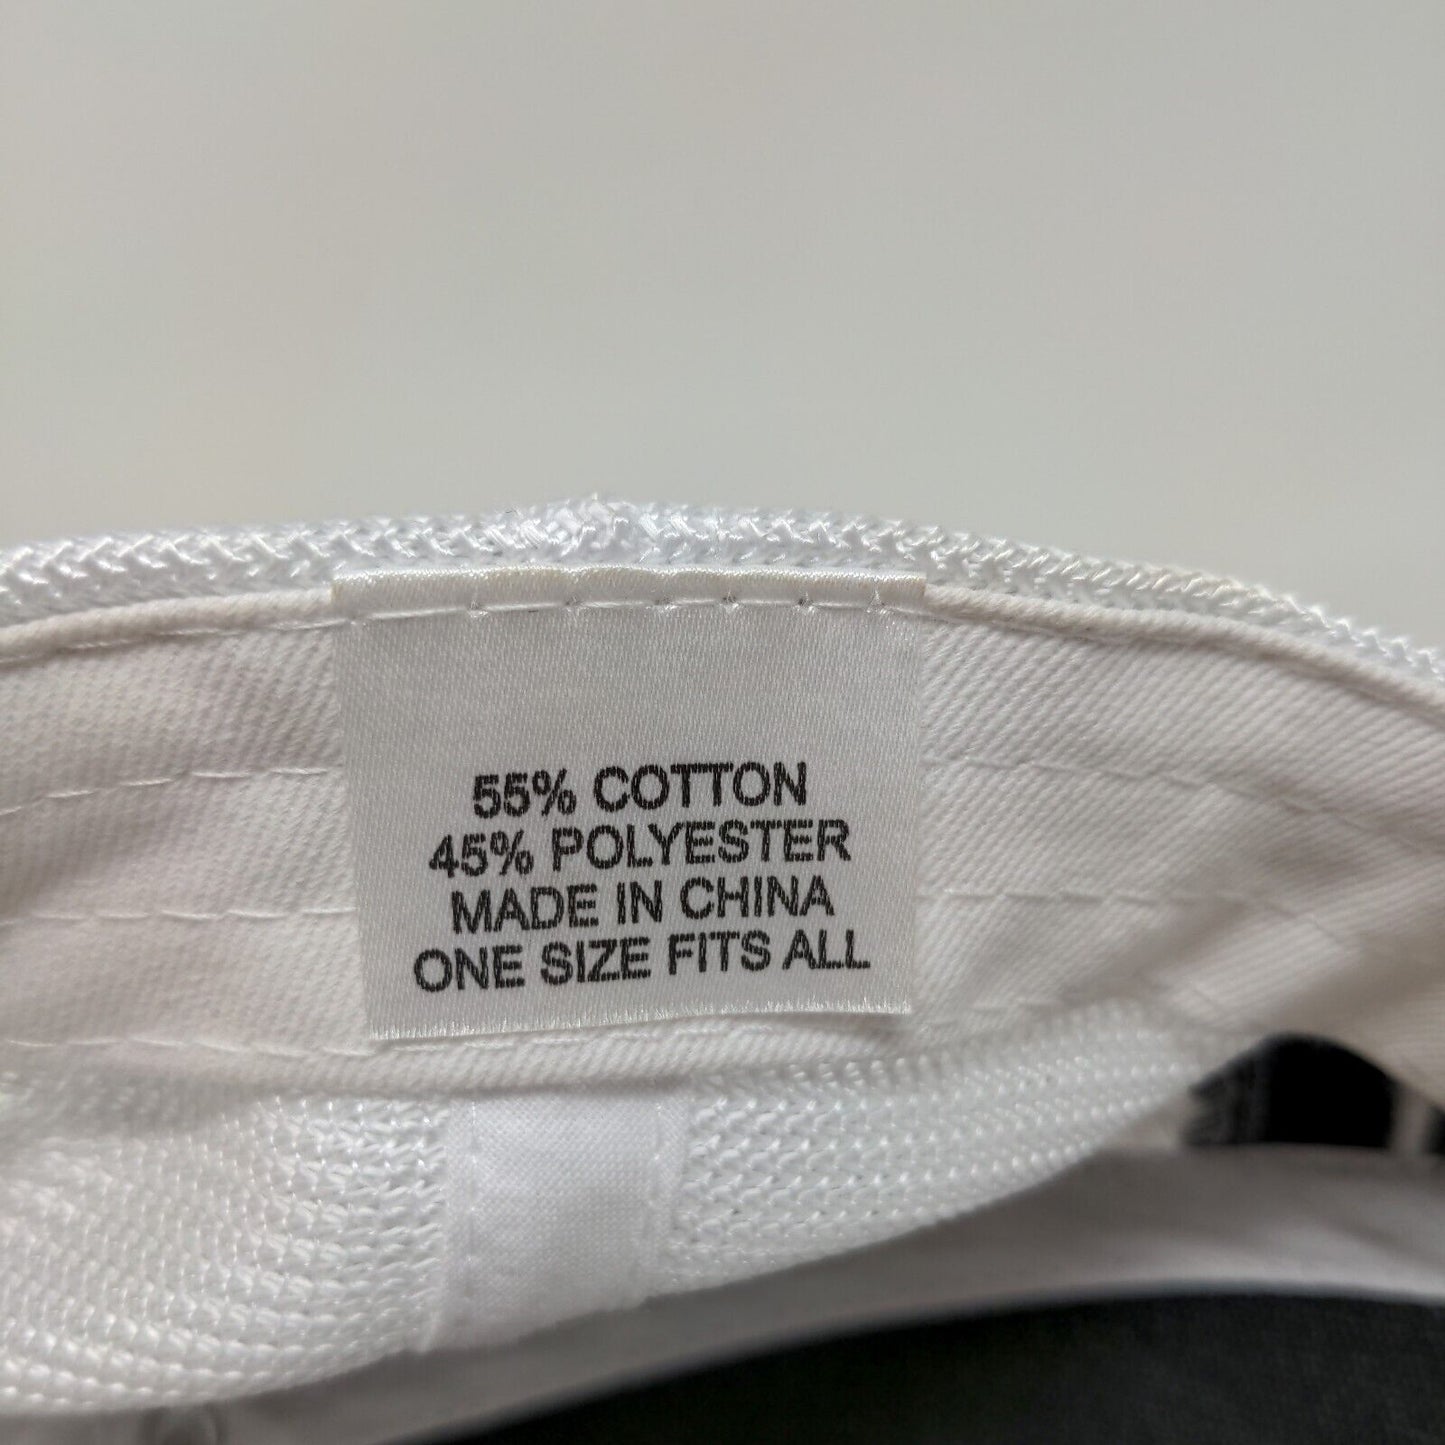 55% COTTON
45% POLYESTER
MADE IN CHINA
ONE SIZE FITS ALL